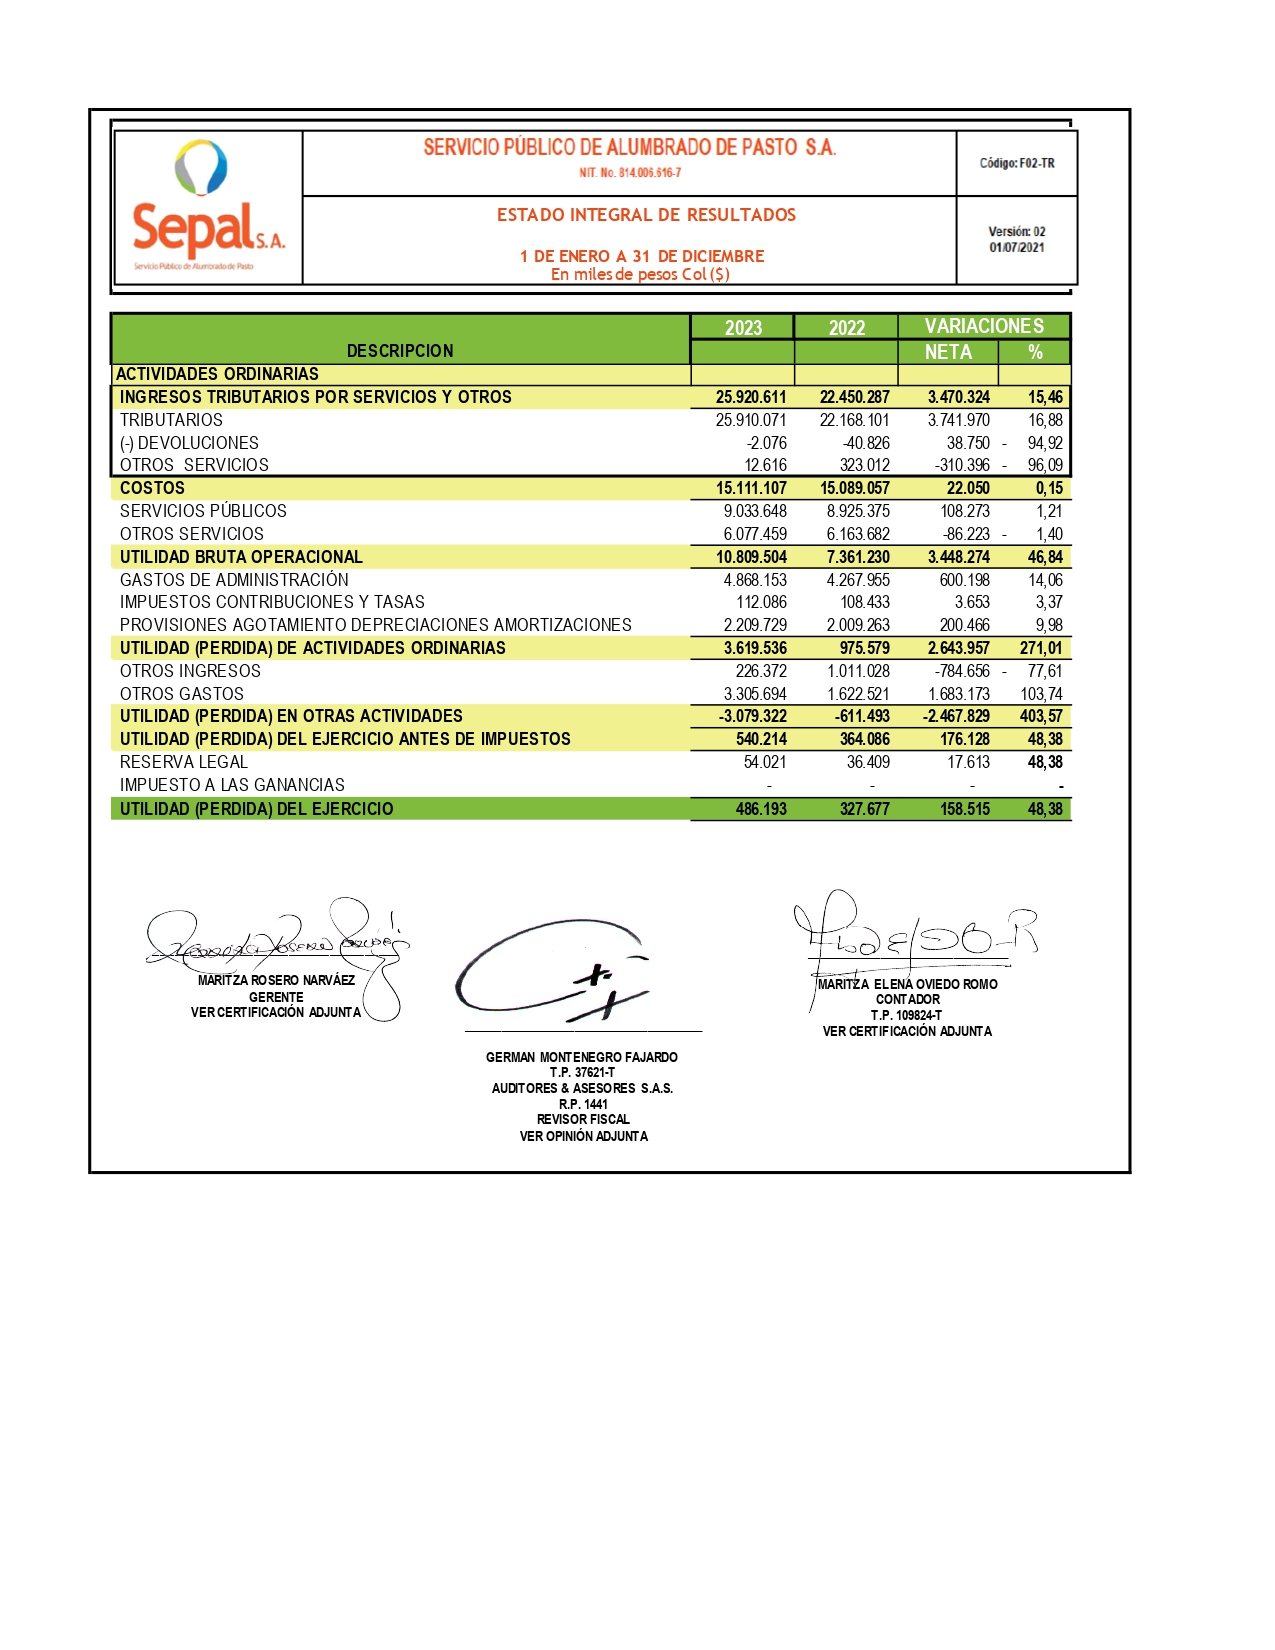 Sepal S.A.
Servicio Público de Alumbrado de Pasto
SERVICIO PÚBLICO DE ALUMBRADO DE PASTO S.A.
NIT. No. 814.006.616-7
Código: F02-TR
ESTADO INTEGRAL DE RESULTADOS
1 DE ENERO A 31 DE DICIEMBRE
En miles de pesos Col ($)
Versión: 02
01/07/2021
DESCRIPCION 2023 2022 VARIACIONES
NETA %
ACTIVIDADES ORDINARIAS
INGRESOS TRIBUTARIOS POR SERVICIOS Y OTROS 25.920.611 22.450.287 3.470.324 15,46
TRIBUTARIOS 25.910.071 22.168.101 3.741.970 16,88
(-) DEVOLUCIONES -2.076 -40.826 38.750 - 94,92
OTROS SERVICIOS 12.616 323.012 -310.396 - 96,09
COSTOS 15.111.107 15.089.057 22.050 0,15
SERVICIOS PÚBLICOS 9.033.648 8.925.375 108.273 1,21
OTROS SERVICIOS 6.077.459 6.163.682 -86.223 - 1,40
UTILIDAD BRUTA OPERACIONAL 10.809.504 7.361.230 3.448.274 46,84
GASTOS DE ADMINISTRACIÓN 4.868.153 4.267.955 600.198 14,06
IMPUESTOS CONTRIBUCIONES Y TASAS 112.086 108.433 3.653 3,37
PROVISIONES AGOTAMIENTO DEPRECIACIONES AMORTIZACIONES 2.209.729 2.009.263 200.466 9,98
UTILIDAD (PERDIDA) DE ACTIVIDADES ORDINARIAS 3.619.536 975.579 2.643.957 271,01
OTROS INGRESOS 226.372 1.011.028 -784.656 - 77,61
OTROS GASTOS 3.305.694 1.622.521 1.683.173 103,74
UTILIDAD (PERDIDA) EN OTRAS ACTIVIDADES -3.079.322 -611.493 -2.467.829 403,57
UTILIDAD (PERDIDA) DEL EJERCICIO ANTES DE IMPUESTOS 540.214 364.086 176.128 48,38
RESERVA LEGAL 54.021 36.409 17.613 48,38
IMPUESTO A LAS GANANCIAS - - - -
UTILIDAD (PERDIDA) DEL EJERCICIO 486.193 327.677 158.515 48,38
MARITZA ROSERO NARVÁEZ
GERENTE
VER CERTIFICACIÓN ADJUNTA
MARITZA ELENA OVIEDO ROMO
CONTADOR
T.P. 109824-T
VER CERTIFICACIÓN ADJUNTA
GERMAN MONTENEGRO FAJARDO
T.P. 37621-T
AUDITORES & ASESORES S.A.S.
R.P. 1441
REVISOR FISCAL
VER OPINIÓN ADJUNTA